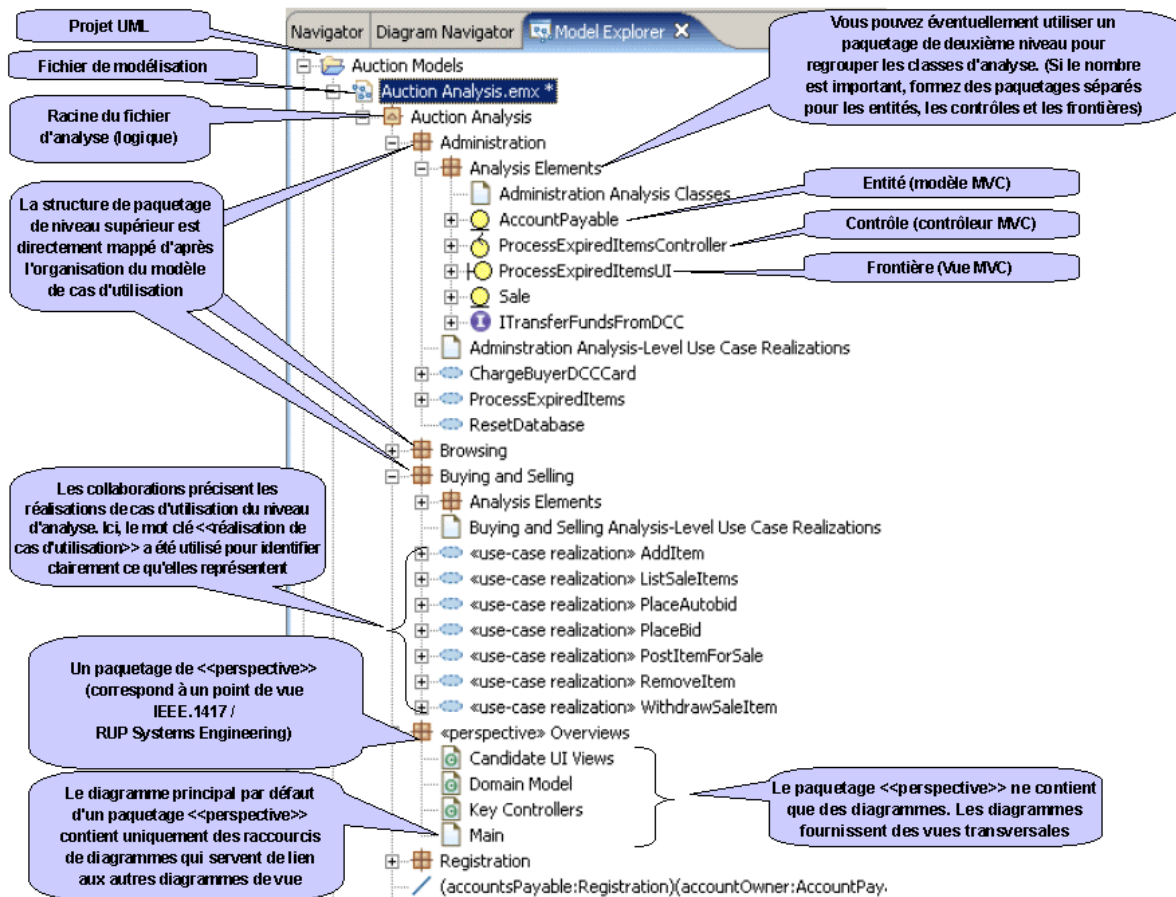 Projet UML
Fichier de modélisation
Racine du fichier
d'analyse (logique)
La structure de paquetage
de niveau supérieur est
directement mappé d'après
l'organisation du modèle
de cas d'utilisation
Les collaborations précisent les
réalisations de cas d'utilisation du niveau
d'analyse. Ici, le mot clé <<réalisation de
cas d'utilisation>> a été utilisé pour identifier
clairement ce qu'elles représentent
Un paquetage de <<perspective>>
(correspond à un point de vue
IEEE.1417 /
RUP Systems Engineering)
Le diagramme principal par défaut
d'un paquetage <<perspective>>
contient uniquement des raccourcis
de diagrammes qui servent de lien
aux autres diagrammes de vue
Navigator
Diagram Navigator
Model Explorer
Auction Models
Auction Analysis.emx *
Auction Analysis
Administration
Analysis Elements
Administration Analysis Classes
AccountPayable
ProcessExpiredItemsController
ProcessExpiredItemsUI
Sale
ITransferFundsFromDCC
Adminstration Analysis-Level Use Case Realizations
ChargeBuyerDCCCard
ProcessExpiredItems
ResetDatabase
Browsing
Buying and Selling
Analysis Elements
Buying and Selling Analysis-Level Use Case Realizations
«use-case realization» AddItem
«use-case realization» ListSaleItems
«use-case realization» PlaceAutobid
«use-case realization» PlaceBid
«use-case realization» PostItemForSale
«use-case realization» RemoveItem
«use-case realization» WithdrawSaleItem
«perspective» Overviews
Candidate UI Views
Domain Model
Key Controllers
Main
Registration
(accountsPayable:Registration)(accountOwner:AccountPay.
Vous pouvez éventuellement utiliser un
paquetage de deuxième niveau pour
regrouper les classes d'analyse. (Si le nombre
est important, formez des paquetages séparés
pour les entités, les contrôles et les frontières)
Entité (modèle MVC)
Contrôle (contrôleur MVC)
Frontière (Vue MVC)
Le paquetage <<perspective>> ne contient
que des diagrammes. Les diagrammes
fournissent des vues transversales